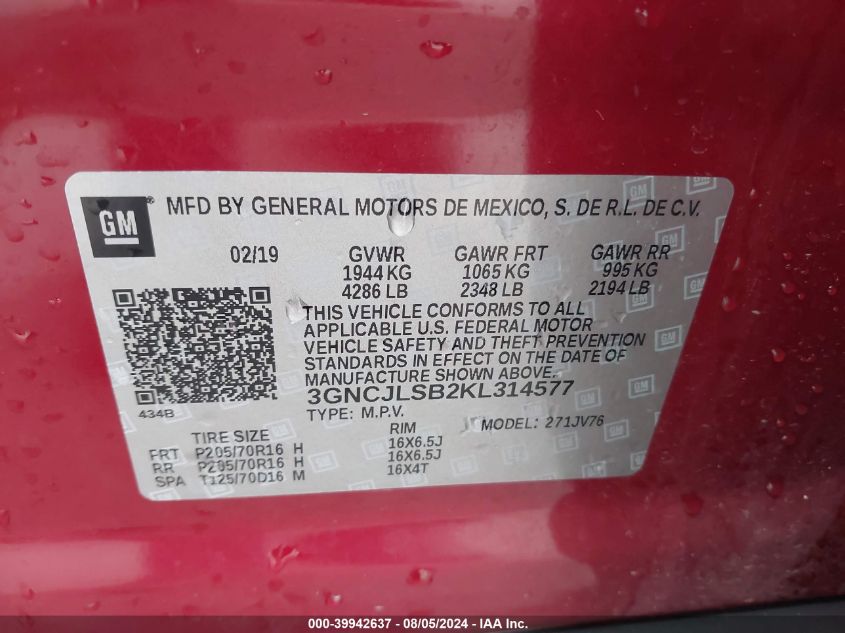 GM ® MFD BY GENERAL MOTORS DE MEXICO, S. DE R.L. DE C.V.
02/19 GVWR GAWR FRT GAWR RR
1944 KG 1065 KG 995 KG
4286 LB 2348 LB 2194 LB
THIS VEHICLE CONFORMS TO ALL
APPLICABLE U.S. FEDERAL MOTOR
VEHICLE SAFETY AND THEFT PREVENTION
STANDARDS IN EFFECT ON THE DATE OF
MANUFACTURE SHOWN ABOVE.
3GNCJLSB2KL314577
434B TYPE: M.P.V. MODEL: 271JV76
TIRE SIZE RIM
FRT P205/70R16 H 16X6.5J
RR P205/70R16 H 16X6.5J
SPA T125/70D16 M 16X4T
000-39942637 - 08/05/2024 - IAA Inc.